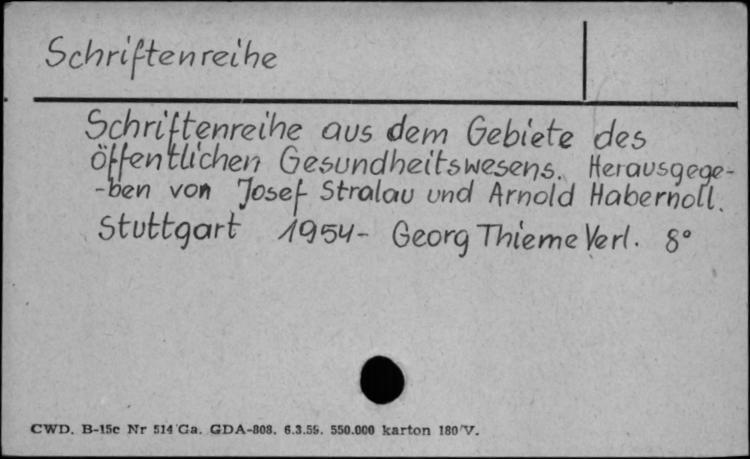 Schriftenreihe
Schriftenreihe aus dem Gebiete des
öffentlichen Gesundheitswesens. Herausgege-
-ben von Josef Stralau und Arnold Habernoll.
Stuttgart 1954- Georg Thieme Verl. 8°
CWD. B-15c Nr 514 Ga. GDA-808. 6.3.55. 550.000 karton 180 V.